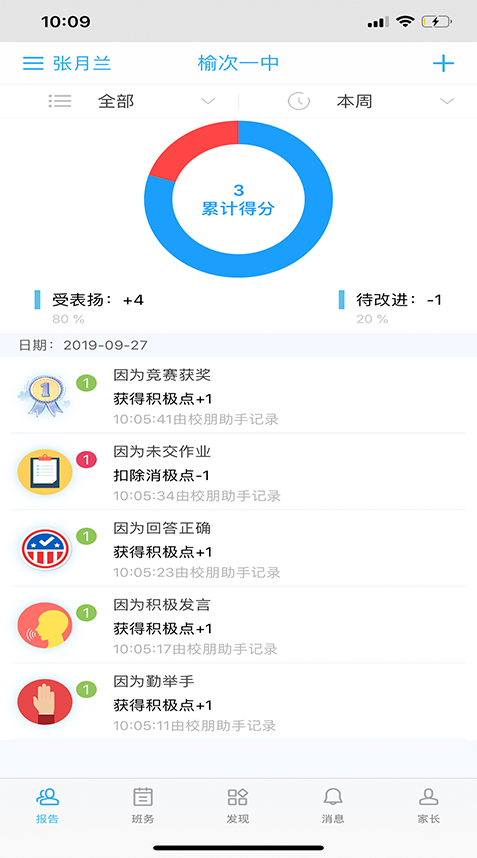 10:09
张月兰
榆次一中
全部
本周
3
累计得分
受表扬：+4
80 %
待改进：-1
20 %
日期：2019-09-27
1
1
因为竞赛获奖
获得积极点+1
10:05:41由校朋助手记录
1
因为未交作业
扣除消极点-1
10:05:34由校朋助手记录
1
因为回答正确
获得积极点+1
10:05:23由校朋助手记录
1
因为积极发言
获得积极点+1
10:05:17由校朋助手记录
1
因为勤举手
获得积极点+1
10:05:11由校朋助手记录
报告
班务
发现
消息
家长